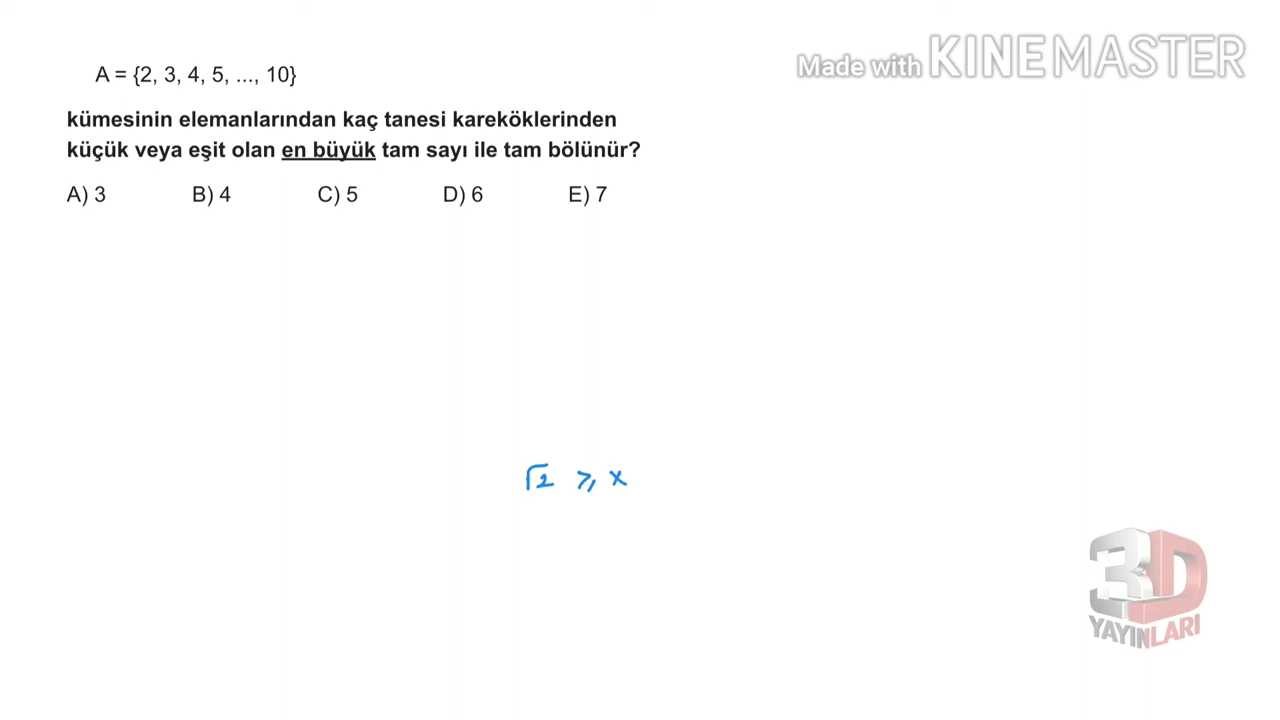 Made with KINEMASTER
A = {2, 3, 4, 5, ..., 10}
kümesinin elemanlarından kaç tanesi kareköklerinden
küçük veya eşit olan en büyük tam sayı ile tam bölünür?
A) 3 B) 4 C) 5 D) 6 E) 7
√2 ⩾ x
3D
YAYINLARI